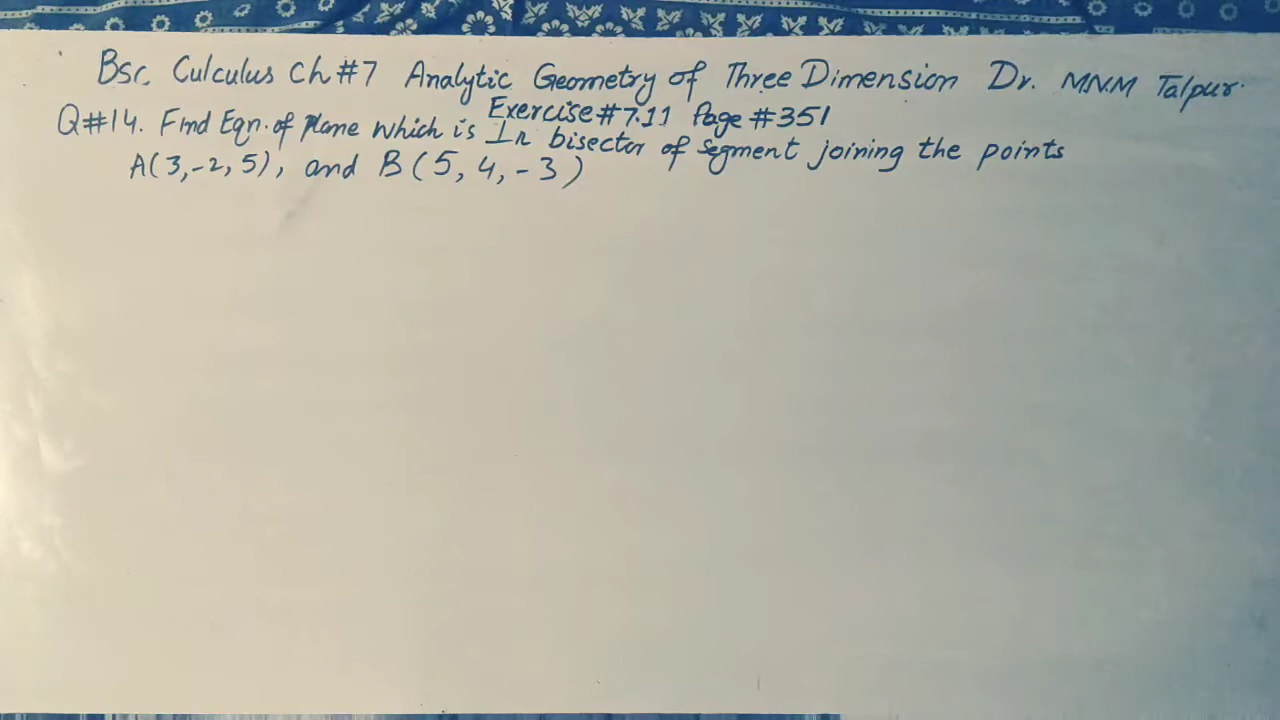 Bsc. Culculus Ch#7 Analytic Geometry of Three Dimension Dr. MNM Talpur.
Exercise#7.11 Page #351
Q#14. Find Eqn. of plane which is ⊥r bisector of segment joining the points
A(3,-2,5), and B(5,4,-3)